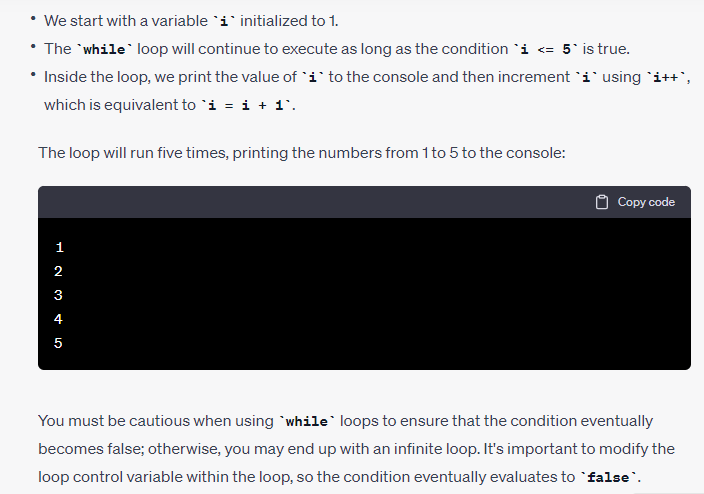 • We start with a variable `i` initialized to 1.
• The `while` loop will continue to execute as long as the condition `i <= 5` is true.
• Inside the loop, we print the value of `i` to the console and then increment `i` using `i++`,
which is equivalent to `i = i + 1`.
The loop will run five times, printing the numbers from 1 to 5 to the console:
Copy code
1
2
3
4
5
You must be cautious when using `while` loops to ensure that the condition eventually
becomes false; otherwise, you may end up with an infinite loop. It's important to modify the
loop control variable within the loop, so the condition eventually evaluates to `false`.